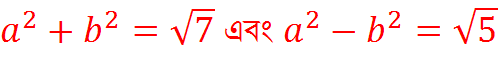 a² + b² = √7 এবং a² − b² = √5